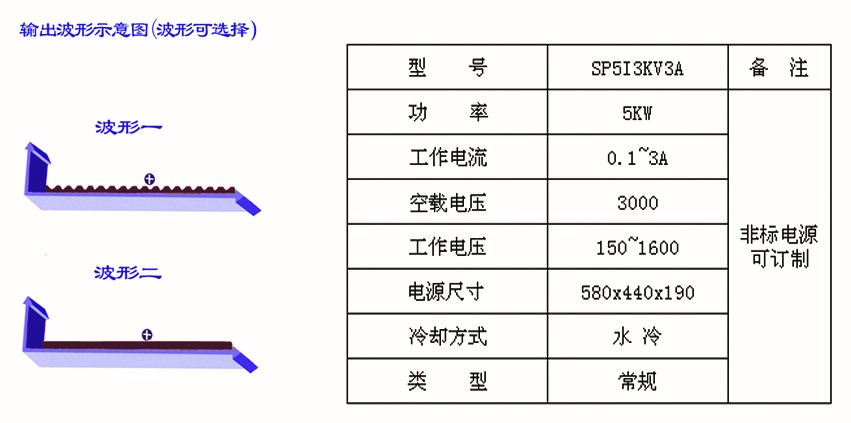 输出波形示意图(波形可选择)
波形一
波形二
型 号 SP5I3KV3A 备 注
功 率 5KW
工作电流 0.1~3A
空载电压 3000
工作电压 150~1600
电源尺寸 580x440x190
冷却方式 水 冷
类 型 常规
非标电源
可订制